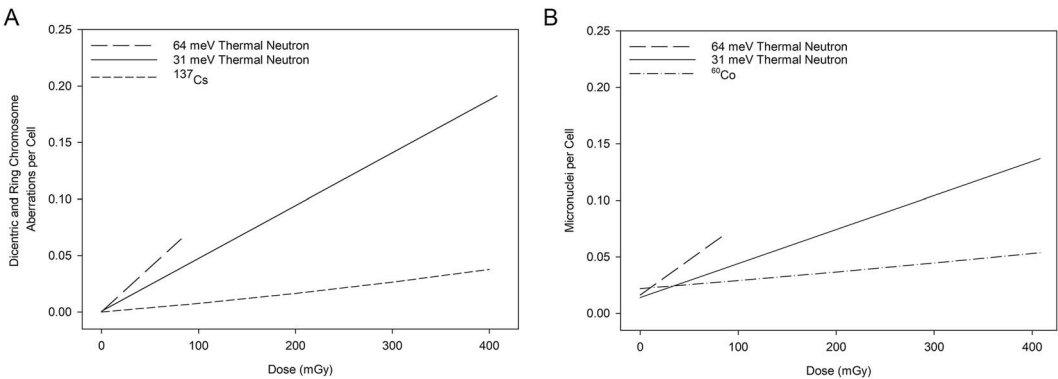 A
0.25
0.20
0.15
0.10
0.05
0.00
Dicentric and Ring Chromosome
Aberrations per Cell
64 meV Thermal Neutron
31 meV Thermal Neutron
137Cs
0 100 200 300 400
Dose (mGy)
B
0.25
0.20
0.15
0.10
0.05
0.00
Micronuclei per Cell
64 meV Thermal Neutron
31 meV Thermal Neutron
60Co
0 100 200 300 400
Dose (mGy)